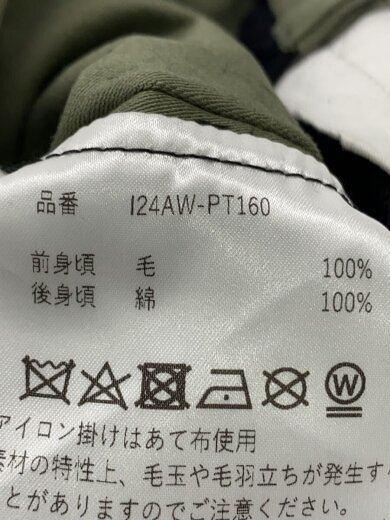 品番 I24AW-PT160
前身頃 毛 100%
後身頃 綿 100%
W
アイロン掛けはあて布使用
素材の特性上、毛玉や毛羽立ちが発生する
ことがありますのでご注意ください。